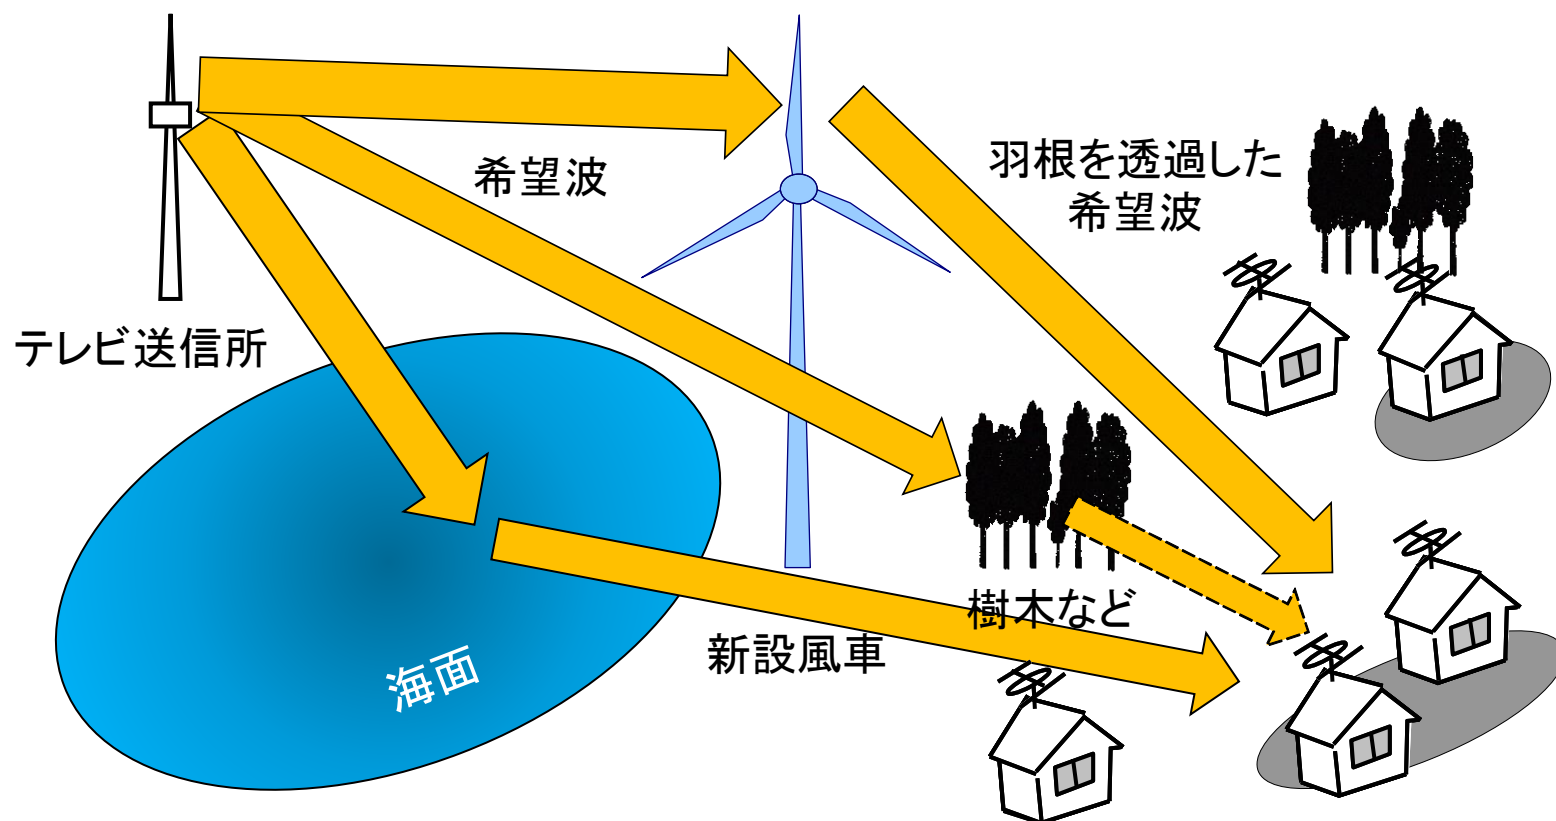 希望波
羽根を透過した
希望波
テレビ送信所
樹木など
新設風車
海面